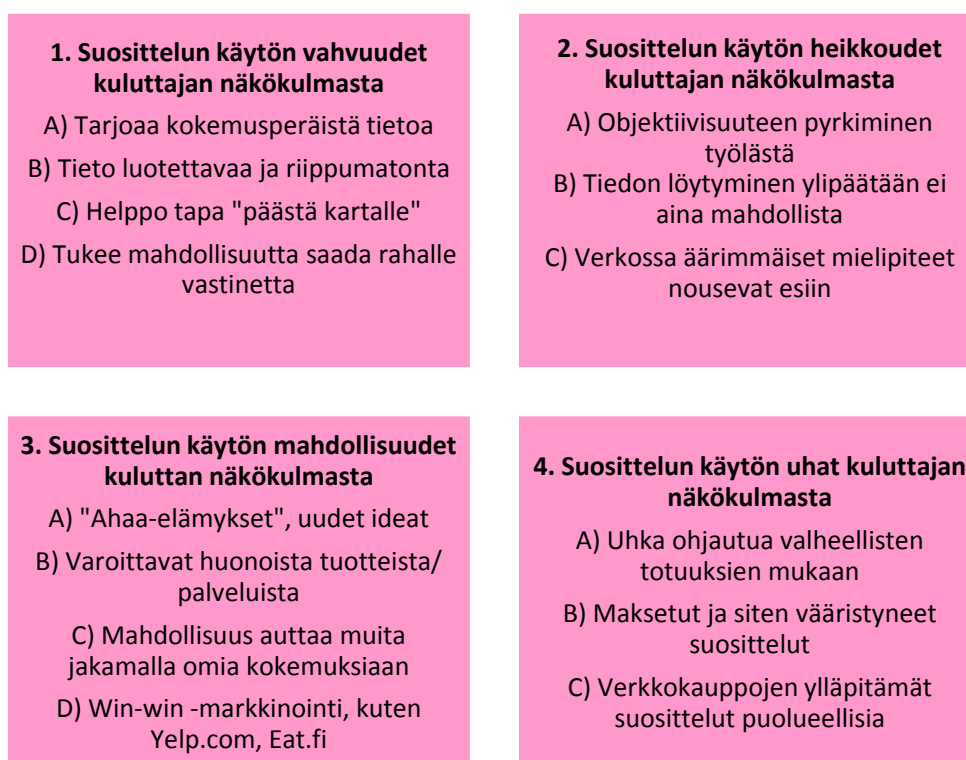 1. Suosittelun käytön vahvuudet
kuluttajan näkökulmasta
A) Tarjoaa kokemusperäistä tietoa
B) Tieto luotettavaa ja riippumatonta
C) Helppo tapa "päästä kartalle"
D) Tukee mahdollisuutta saada rahalle
vastinetta
2. Suosittelun käytön heikkoudet
kuluttajan näkökulmasta
A) Objektiivisuuteen pyrkiminen
työlästä
B) Tiedon löytyminen ylipäätään ei
aina mahdollista
C) Verkossa äärimmäiset mielipiteet
nousevat esiin
3. Suosittelun käytön mahdollisuudet
kuluttan näkökulmasta
A) "Ahaa-elämykset", uudet ideat
B) Varoittavat huonoista tuotteista/
palveluista
C) Mahdollisuus auttaa muita
jakamalla omia kokemuksiaan
D) Win-win -markkinointi, kuten
Yelp.com, Eat.fi
4. Suosittelun käytön uhat kuluttajan
näkökulmasta
A) Uhka ohjautua valheellisten
totuuksien mukaan
B) Maksetut ja siten vääristyneet
suosittelut
C) Verkkokauppojen ylläpitämät
suosittelut puolueellisia